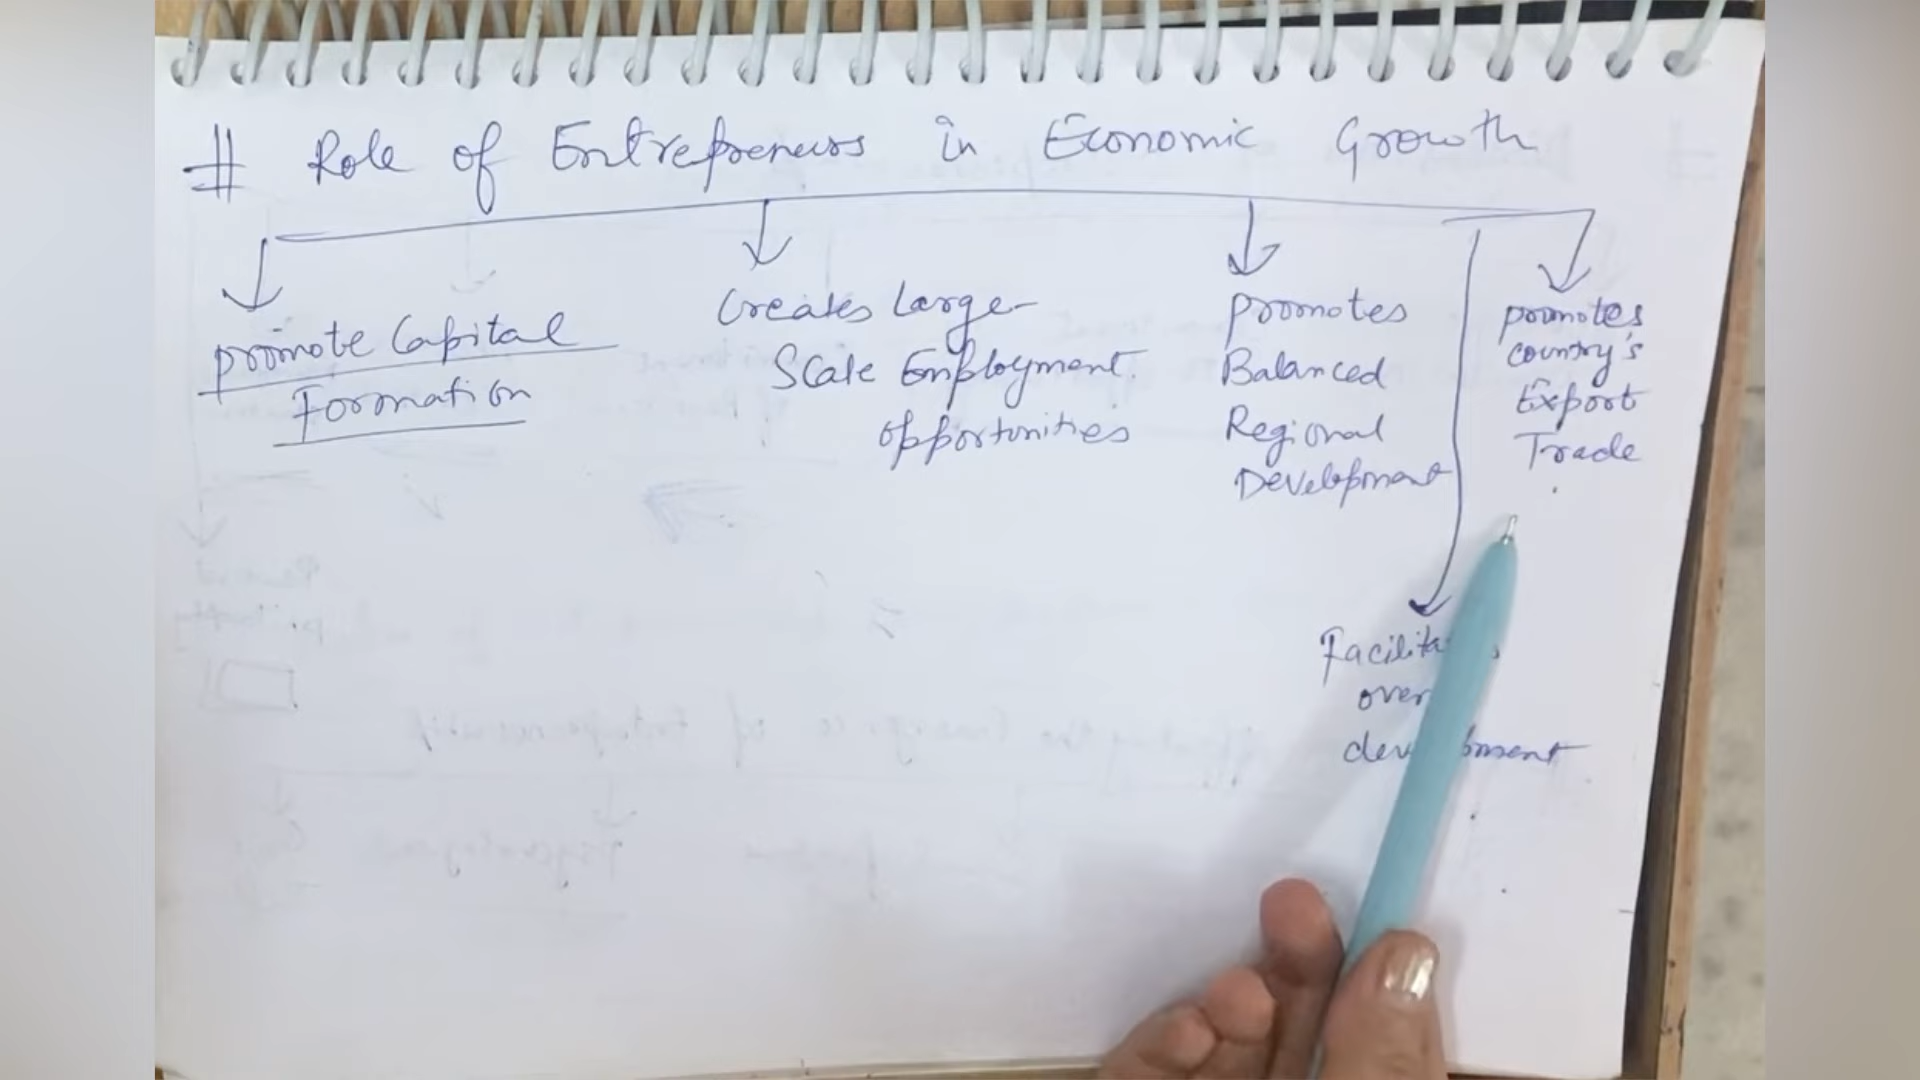 # Role of Entrepreneurs in Economic Growth
promote Capital
Formation
Creates Large-
Scale Employment
opportunities
promotes
Balanced
Regional
Development
promotes
country's
Export
Trade